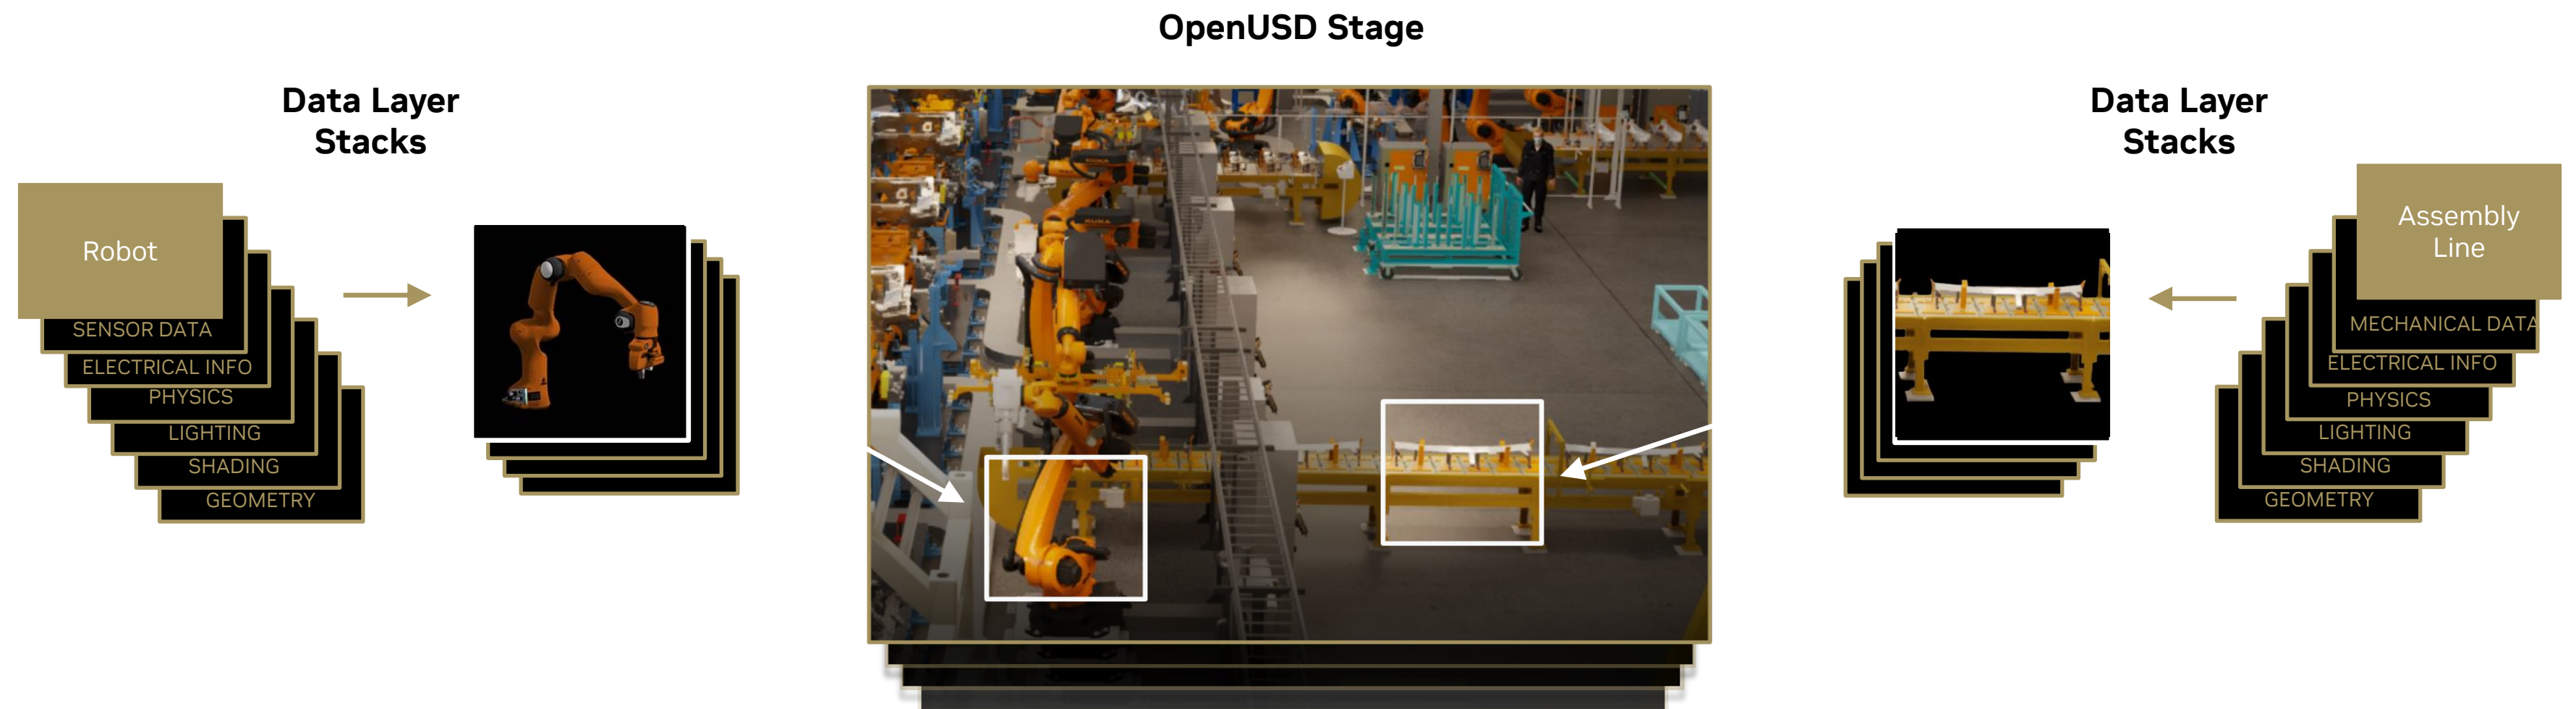 OpenUSD Stage
Data Layer
Stacks
Robot
SENSOR DATA
ELECTRICAL INFO
PHYSICS
LIGHTING
SHADING
GEOMETRY
KUKA
Data Layer
Stacks
Assembly
Line
MECHANICAL DATA
ELECTRICAL INFO
PHYSICS
LIGHTING
SHADING
GEOMETRY